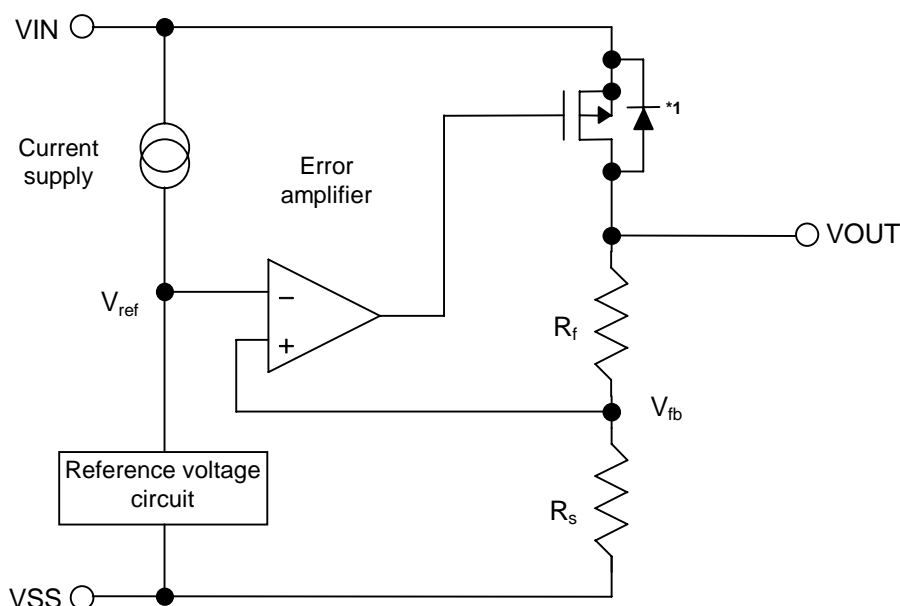 VIN
*1
Current
supply
Error
amplifier
VOUT
Vref
−
+
Rf
Vfb
Reference voltage
circuit
Rs
VSS